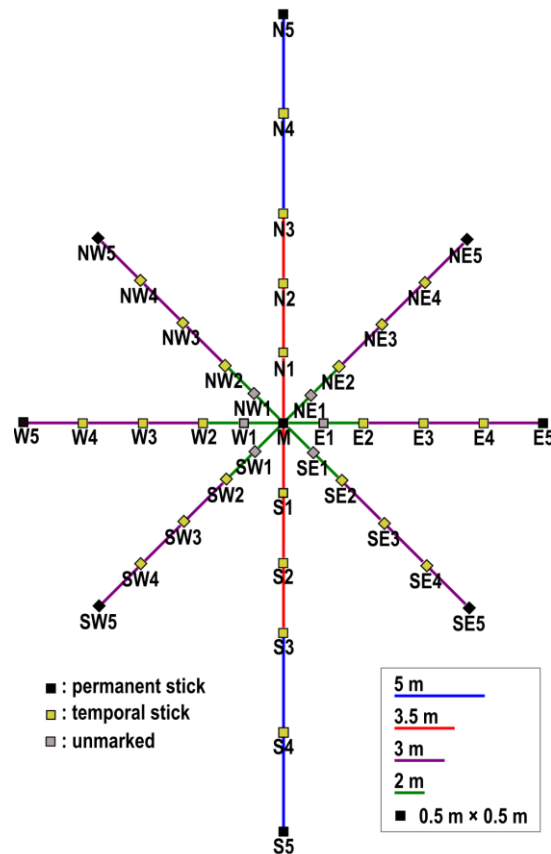 N5
N4
N3
NW5
NE5
NW4
N2
NE4
NW3
NE3
N1
NW2
NE2
NW1
NE1
W5
W4
W3
W2
W1
M
E1
E2
E3
E4
E5
SW1
SE1
SW2
S1
SE2
SW3
SE3
SW4
S2
SE4
SW5
SE5
S3
S4
S5
: permanent stick
: temporal stick
: unmarked
5 m
3.5 m
3 m
2 m
0.5 m × 0.5 m